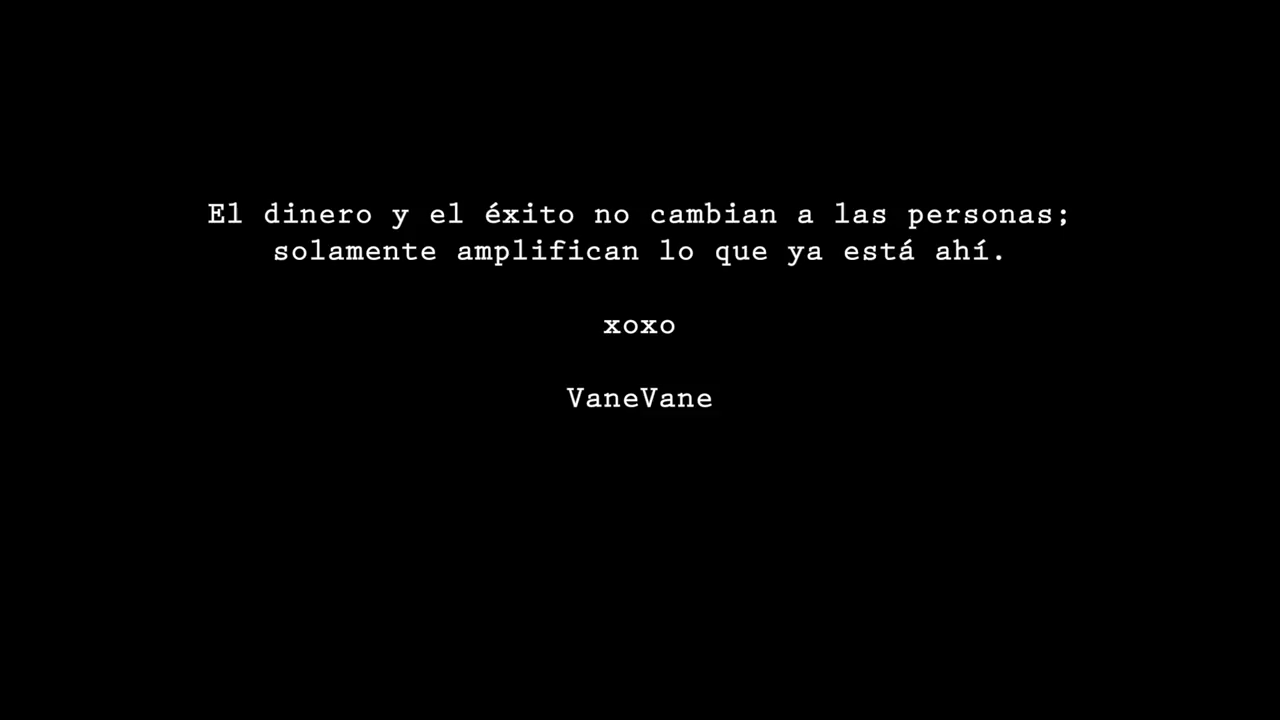 El dinero y el éxito no cambian a las personas;
solamente amplifican lo que ya está ahí.
xoxo
VaneVane